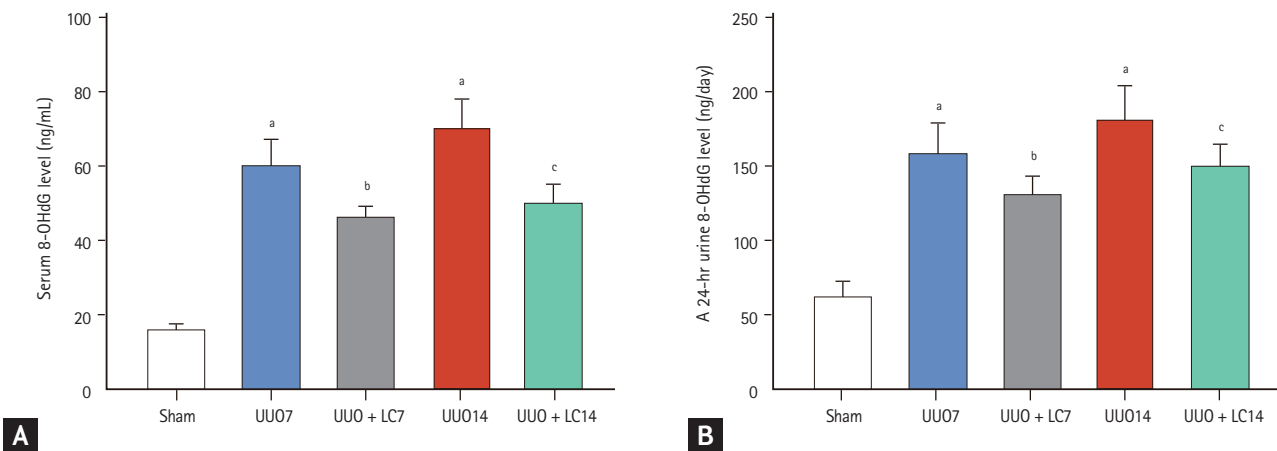 Serum 8-OHdG level (ng/mL)
100
80
60
40
20
0
a
b
a
c
Sham
UUO7
UUO + LC7
UUO14
UUO + LC14
A
A 24-hr urine 8-OHdG level (ng/day)
250
200
150
100
50
0
a
b
a
c
Sham
UUO7
UUO + LC7
UUO14
UUO + LC14
B